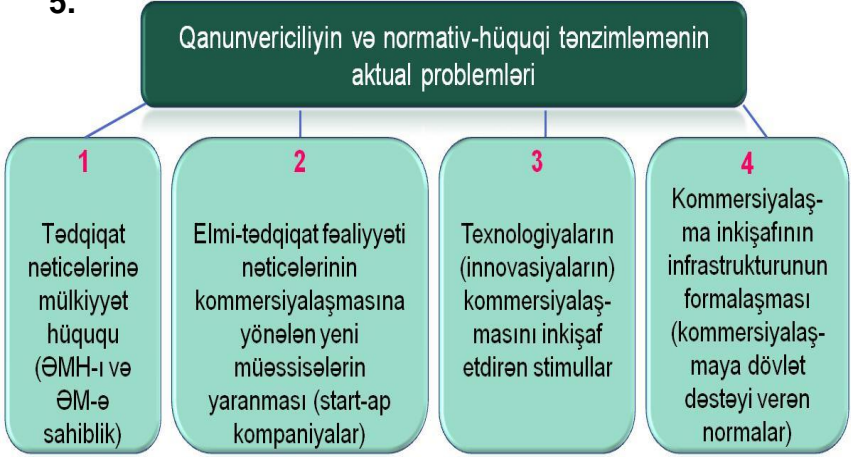 5.
Qanunvericiliyin və normativ-hüquqi tənzimləmənin
aktual problemləri
1
Tədqiqat
nəticələrinə
mülkiyyət
hüququ
(ƏMH-ı və
ƏM-ə
sahiblik)
2
Elmi-tədqiqat fəaliyyəti
nəticələrinin
kommersiyalaşmasına
yönələn yeni
müəssisələrin
yaranması (start-ap
kompaniyalar)
3
Texnologiyaların
(innovasiyaların)
kommersiyalaş-
masını inkişaf
etdirən stimullar
4
Kommersiyalaş-
ma inkişafının
infrastrukturunun
formalaşması
(kommersiyalaş-
maya dövlət
dəstəyi verən
normalar)